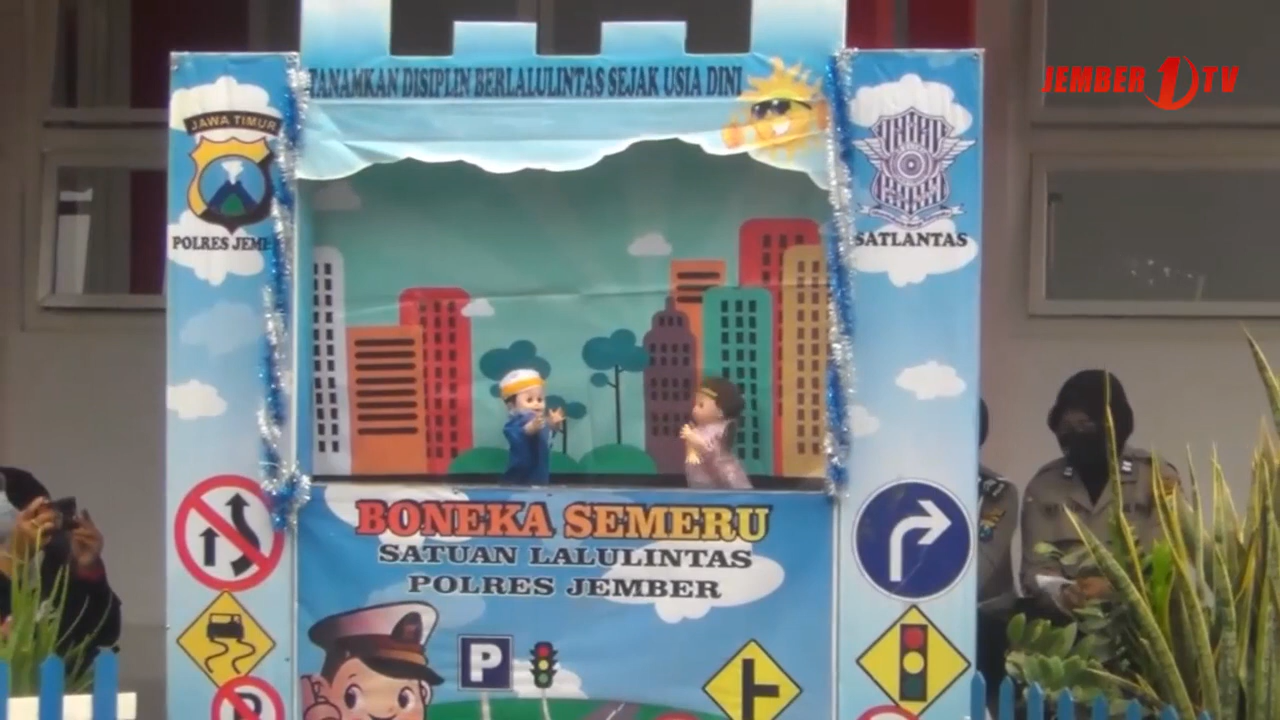 JEMBER 1 TV
TANAMKAN DISIPLIN BERLALULINTAS SEJAK USIA DINI
JAWA TIMUR
POLRES JEMB
SATLANTAS
BONEKA SEMERU
SATUAN LALULINTAS
POLRES JEMBER
P